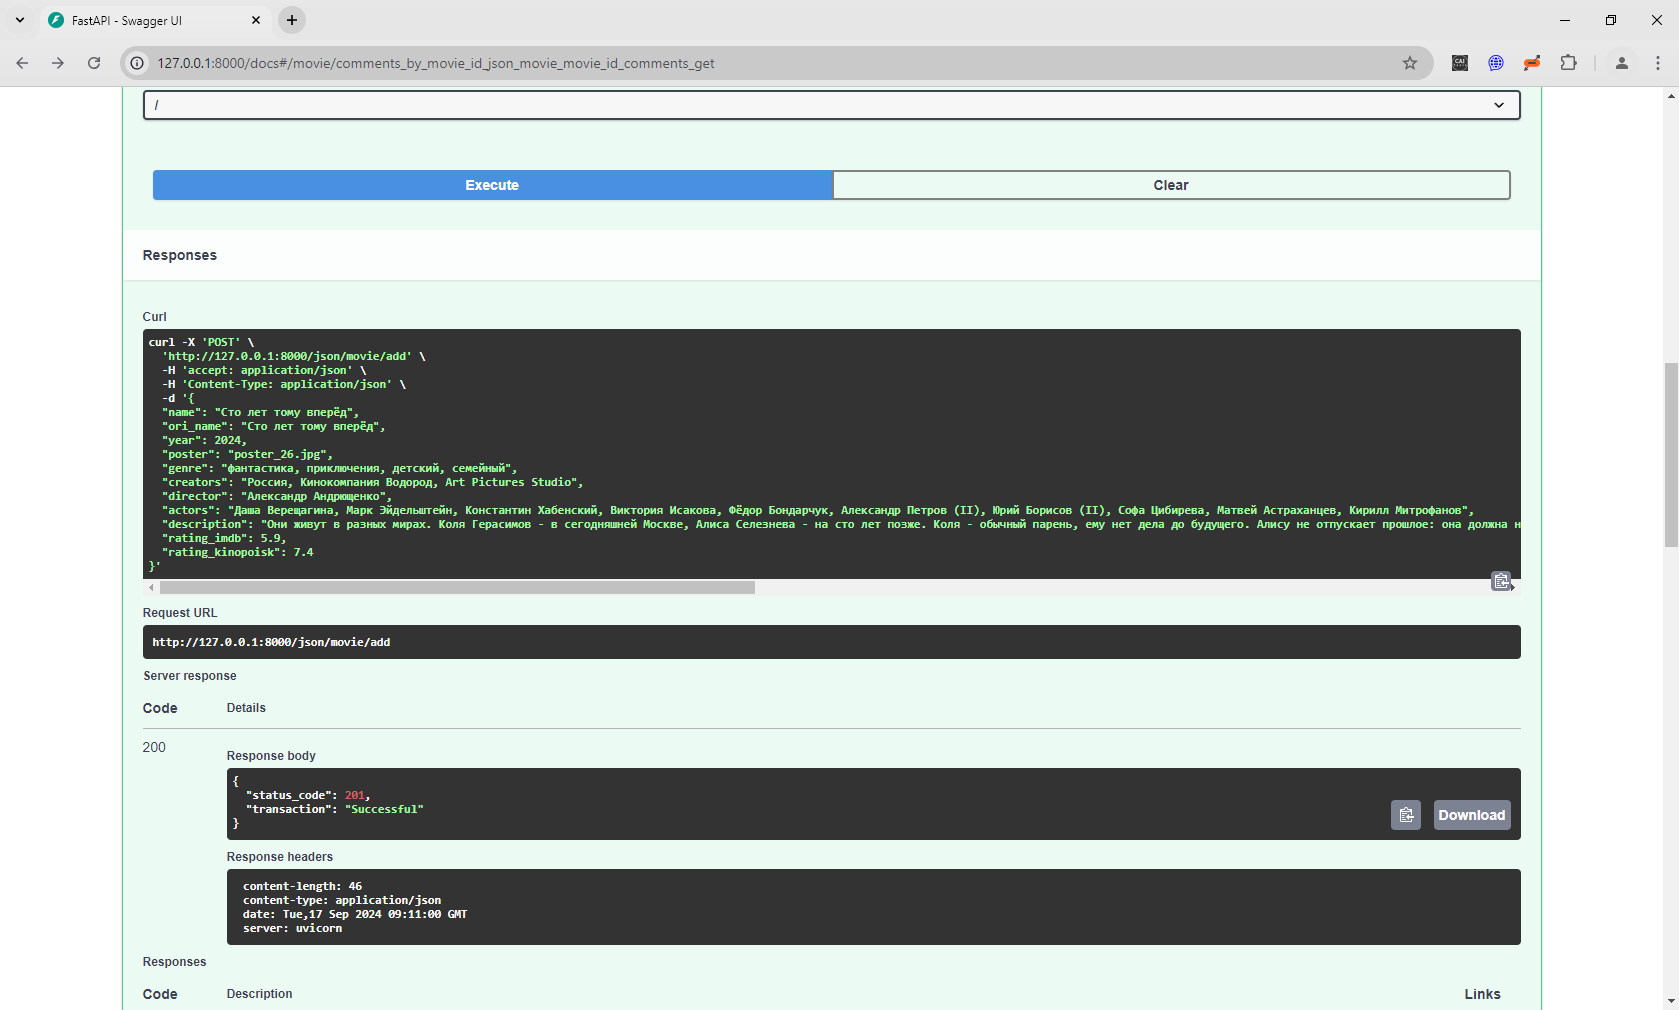 FastAPI - Swagger UI
127.0.0.1:8000/docs#/movie/comments_by_movie_id_json_movie_movie_id_comments_get
/
Execute
Clear
Responses
Curl
curl -X 'POST' \
'http://127.0.0.1:8000/json/movie/add' \
-H 'accept: application/json' \
-H 'Content-Type: application/json' \
-d '{
"name": "Сто лет тому вперёд",
"ori_name": "Сто лет тому вперёд",
"year": 2024,
"poster": "poster_26.jpg",
"genre": "фантастика, приключения, детский, семейный",
"creators": "Россия, Кинокомпания Водород, Art Pictures Studio",
"director": "Александр Андрющенко",
"actors": "Даша Верещагина, Марк Эйдельштейн, Константин Хабенский, Виктория Исакова, Фёдор Бондарчук, Александр Петров (II), Юрий Борисов (II), Софа Цибирева, Матвей Астраханцев, Кирилл Митрофанов",
"description": "Они живут в разных мирах. Коля Герасимов - в сегодняшней Москве, Алиса Селезнева - на сто лет позже. Коля - обычный парень, ему нет дела до будущего. Алису не отпускает прошлое: она должна н
"rating_imdb": 5.9,
"rating_kinopoisk": 7.4
}'
Request URL
http://127.0.0.1:8000/json/movie/add
Server response
Code Details
200
Response body
{
"status_code": 201,
"transaction": "Successful"
}
Download
Response headers
content-length: 46
content-type: application/json
date: Tue,17 Sep 2024 09:11:00 GMT
server: uvicorn
Responses
Code Description Links